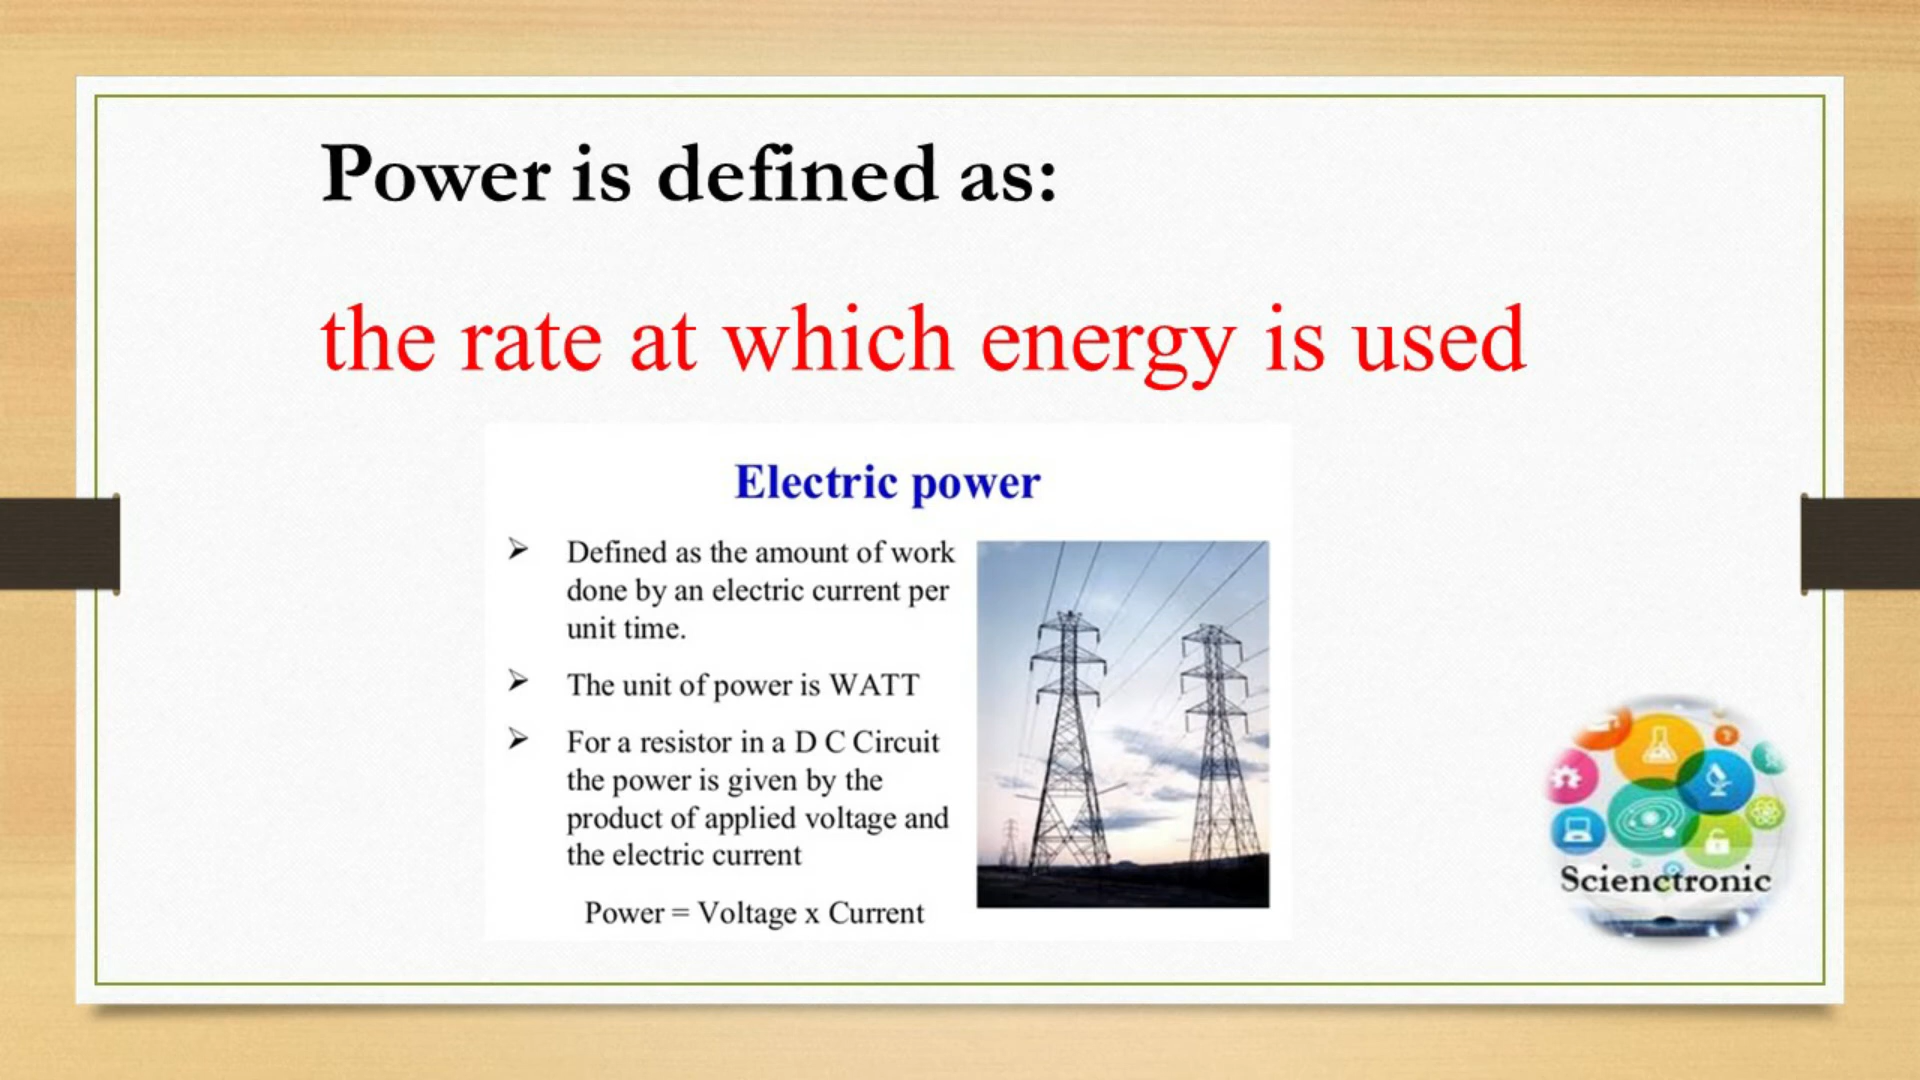 Power is defined as:
the rate at which energy is used
Electric power
➢ Defined as the amount of work
done by an electric current per
unit time.
➢ The unit of power is WATT
➢ For a resistor in a D C Circuit
the power is given by the
product of applied voltage and
the electric current
Power = Voltage x Current
Scienctronic